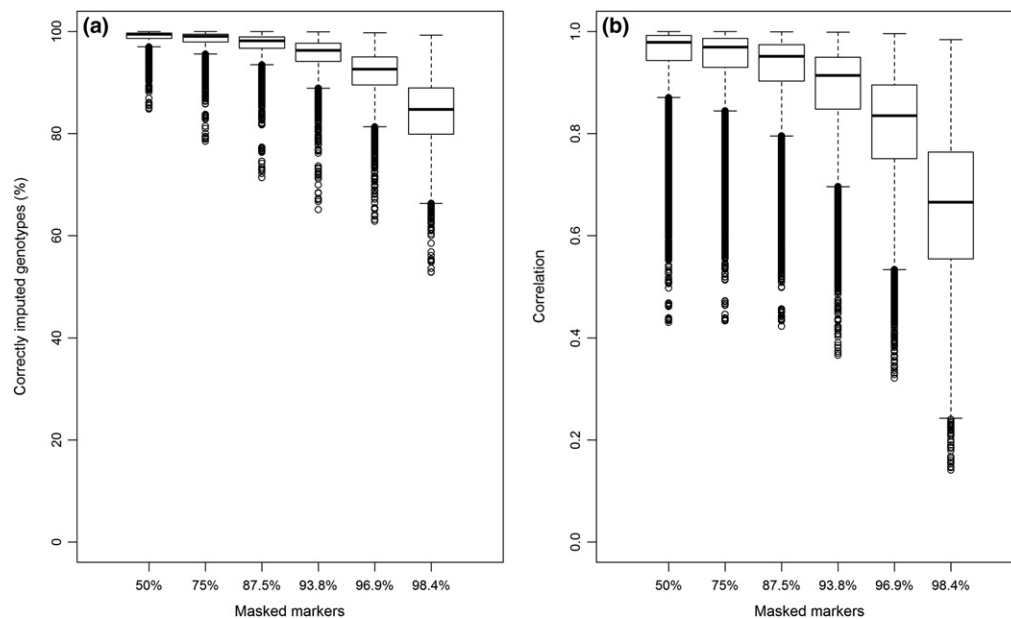 (a)
Correctly imputed genotypes (%)
100
80
60
40
20
0
50% 75% 87.5% 93.8% 96.9% 98.4%
Masked markers
(b)
Correlation
1.0
0.8
0.6
0.4
0.2
0.0
50% 75% 87.5% 93.8% 96.9% 98.4%
Masked markers